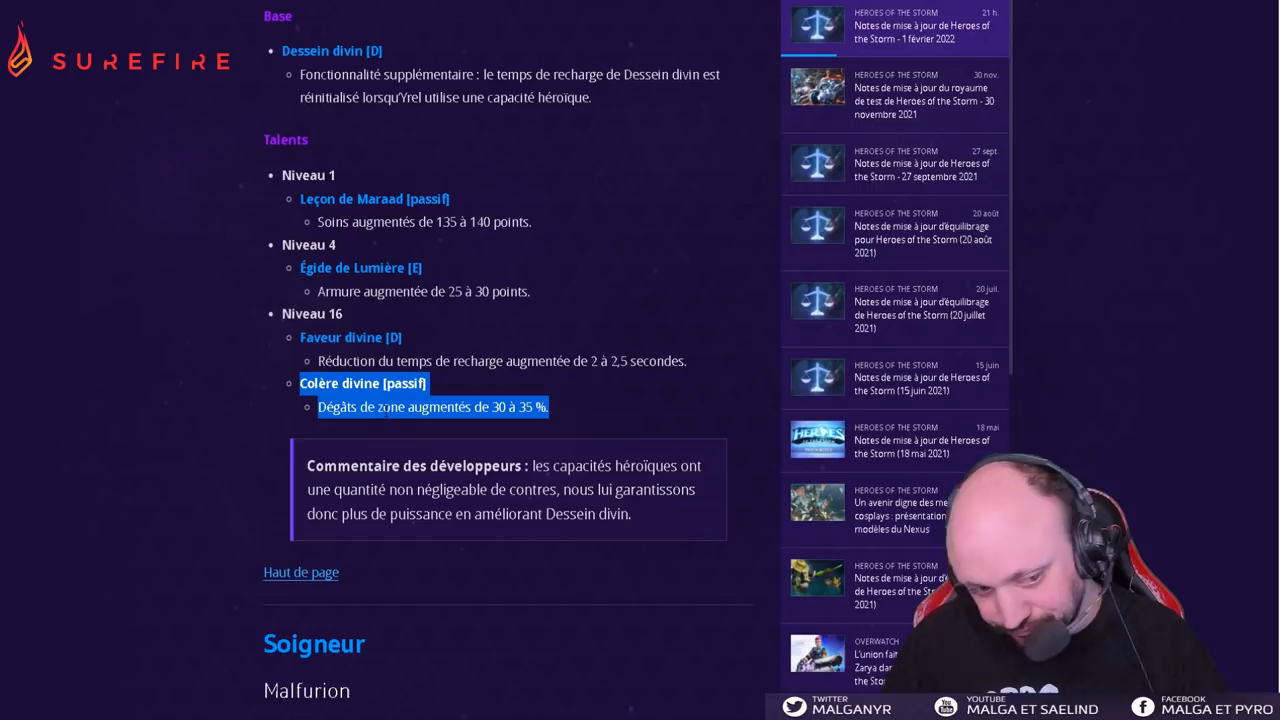 SUREFIRE
Base
Dessein divin [D]
Fonctionnalité supplémentaire : le temps de recharge de Dessein divin est
réinitialisé lorsqu'Yrel utilise une capacité héroïque.
Talents
Niveau 1
Leçon de Maraad [passif]
Soins augmentés de 135 à 140 points.
Niveau 4
Égide de Lumière [E]
Armure augmentée de 25 à 30 points.
Niveau 16
Faveur divine [D]
Réduction du temps de recharge augmentée de 2 à 2,5 secondes.
Colère divine [passif]
Dégâts de zone augmentés de 30 à 35 %.
Commentaire des développeurs : les capacités héroïques ont
une quantité non négligeable de contres, nous lui garantissons
donc plus de puissance en améliorant Dessein divin.
Haut de page
Soigneur
Malfurion
HEROES OF THE STORM 21 h.
Notes de mise à jour de Heroes of
the Storm - 1 février 2022
HEROES OF THE STORM 30 nov.
Notes de mise à jour du royaume
de test de Heroes of the Storm - 30
novembre 2021
HEROES OF THE STORM 27 sept.
Notes de mise à jour de Heroes of
the Storm - 27 septembre 2021
HEROES OF THE STORM 20 août
Notes de mise à jour d'équilibrage
pour Heroes of the Storm (20 août
2021)
HEROES OF THE STORM 20 juil.
Notes de mise à jour d'équilibrage
de Heroes of the Storm (20 juillet
2021)
HEROES OF THE STORM 15 juin
Notes de mise à jour de Heroes of
the Storm (15 juin 2021)
HEROES OF THE STORM 18 mai
Notes de mise à jour de Heroes of
the Storm (18 mai 2021)
HEROES
HEROES OF THE STORM
Un avenir digne des me
cosplays : présentation
modèles du Nexus
HEROES OF THE STORM
Notes de mise à jour d'é
de Heroes of the Sto
2021)
OVERWATCH
L'union fait
Zarya dan
TWITTER
MALGANYR
You Tube
YOUTUBE
MALGA ET SAELIND
FACEBOOK
MALGA ET PYRO